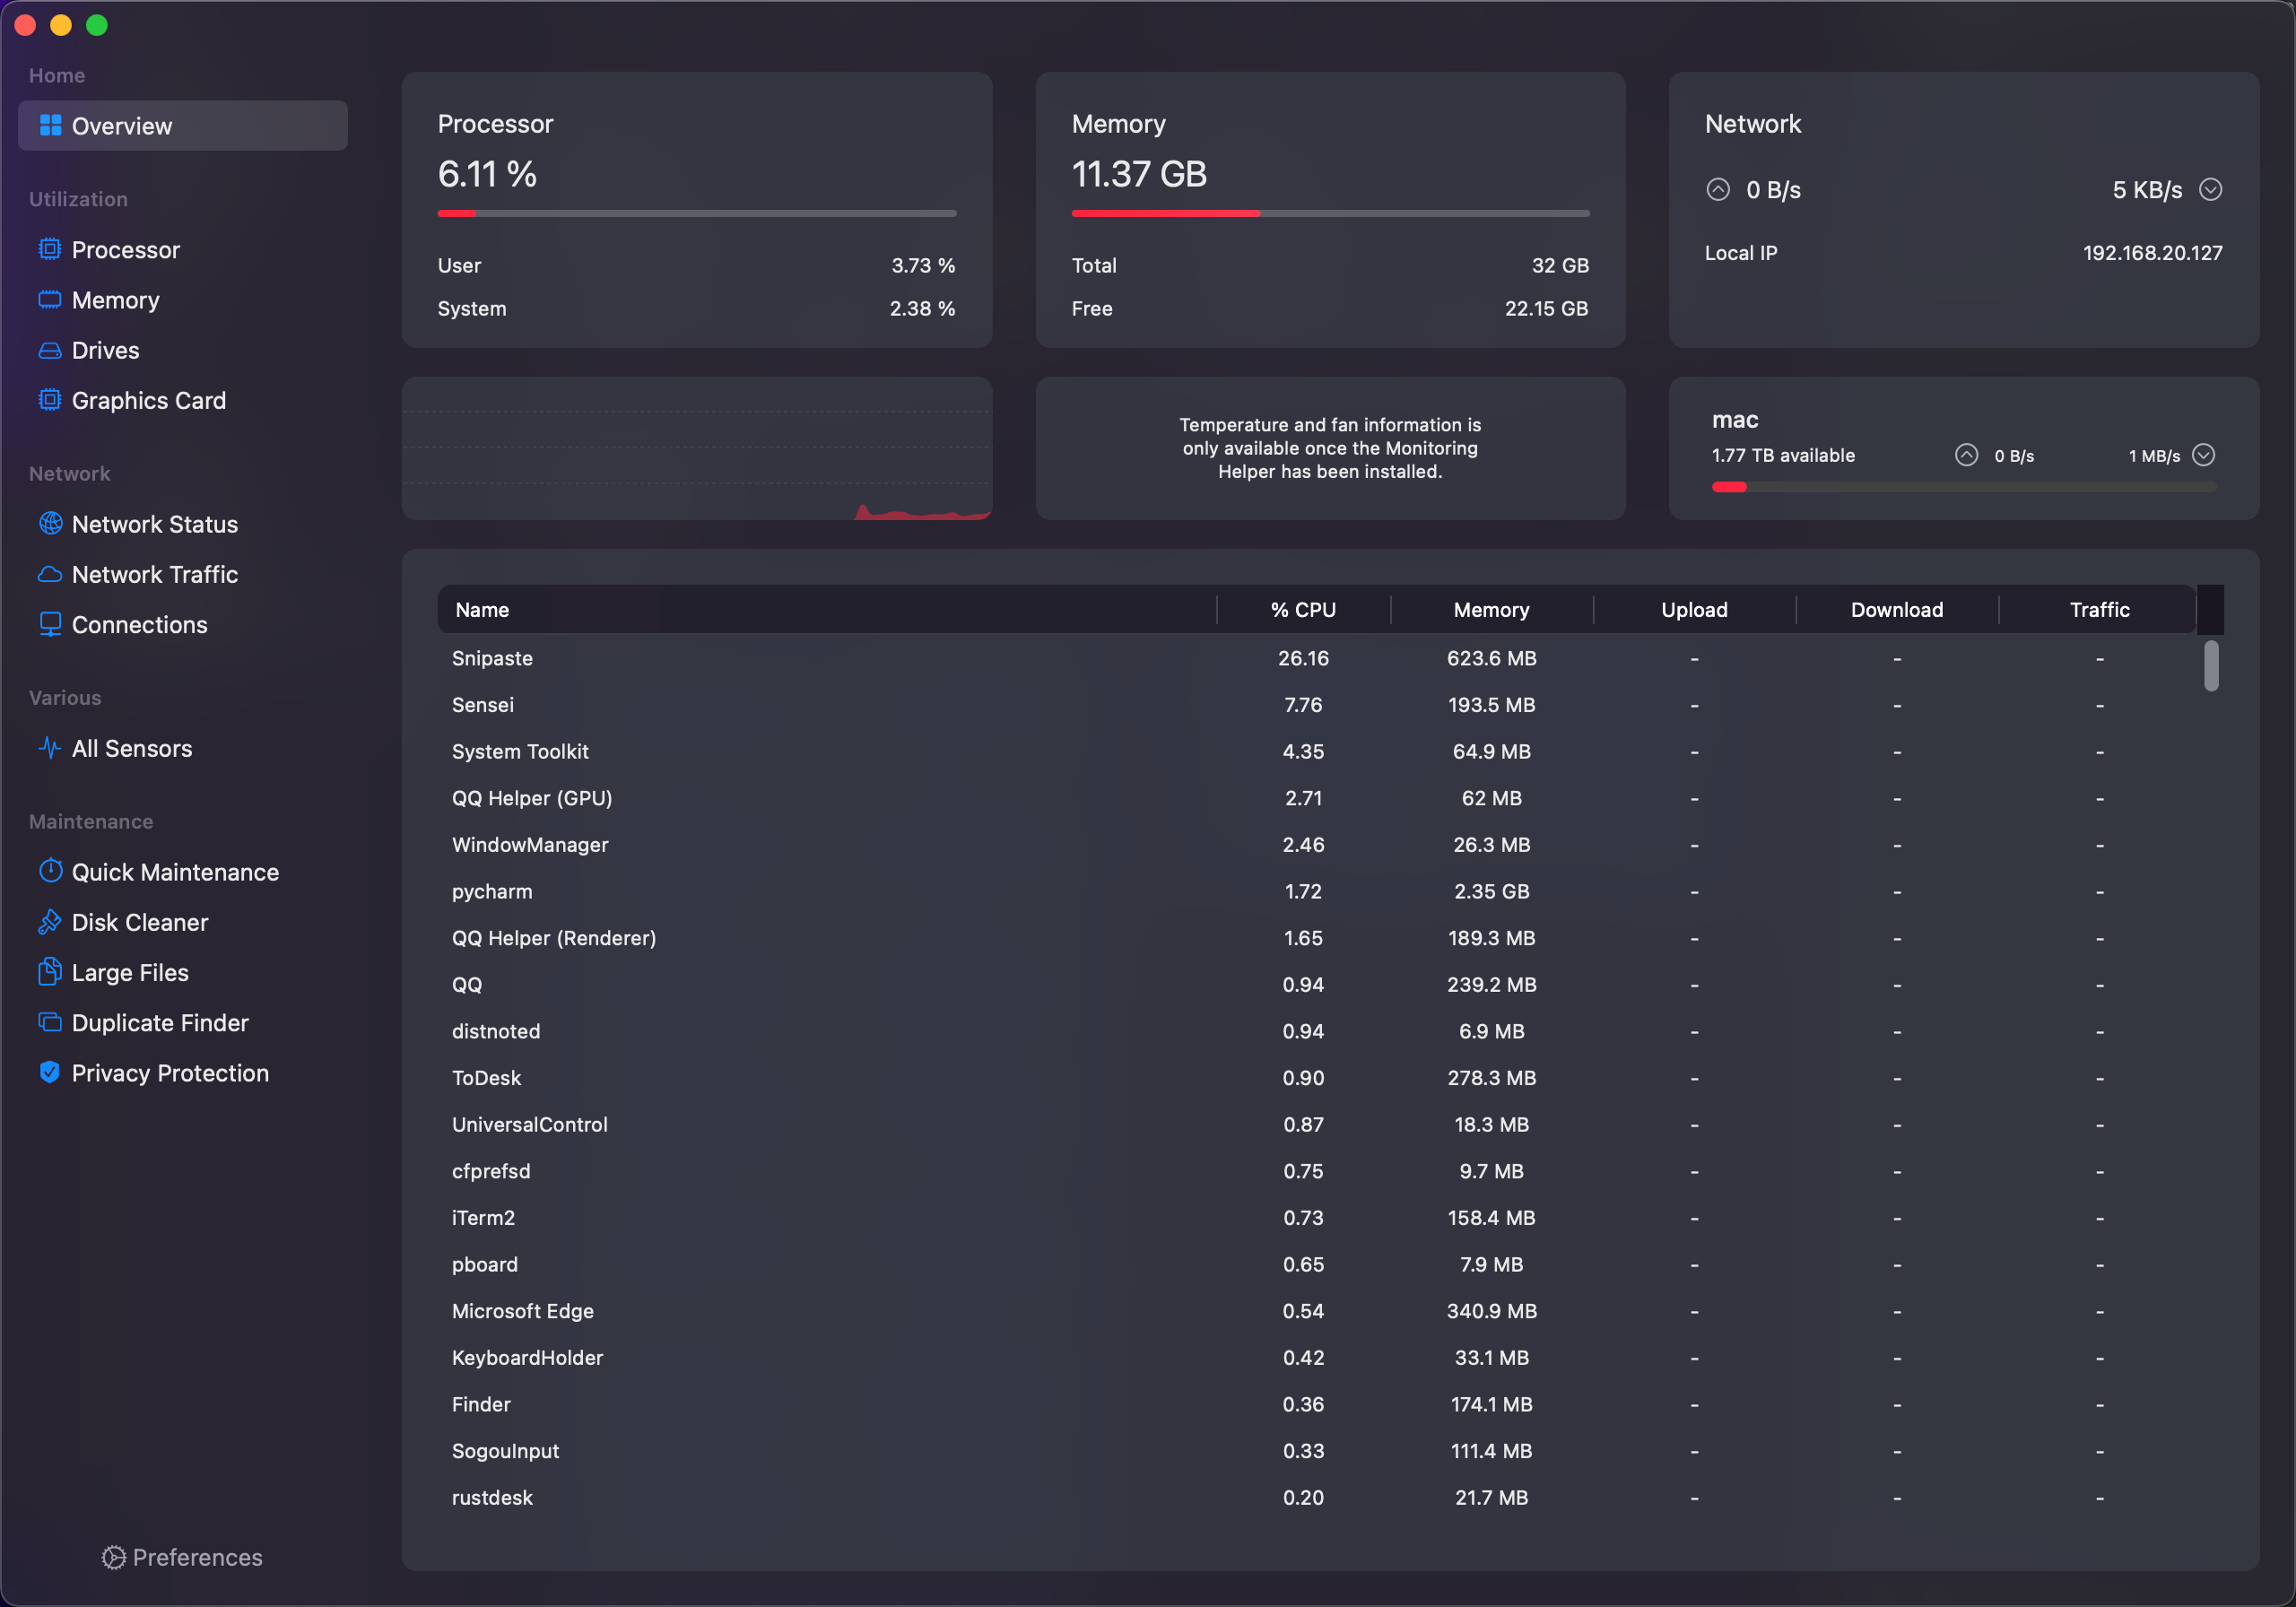 Home
Overview
Utilization
Processor
Memory
Drives
Graphics Card
Network
Network Status
Network Traffic
Connections
Various
All Sensors
Maintenance
Quick Maintenance
Disk Cleaner
Large Files
Duplicate Finder
Privacy Protection
Preferences
Processor
6.11 %
User 3.73 %
System 2.38 %
Memory
11.37 GB
Total 32 GB
Free 22.15 GB
Network
0 B/s 5 KB/s
Local IP 192.168.20.127
Temperature and fan information is
only available once the Monitoring
Helper has been installed.
mac
1.77 TB available 0 B/s 1 MB/s
Name % CPU Memory Upload Download Traffic
Snipaste 26.16 623.6 MB - - -
Sensei 7.76 193.5 MB - - -
System Toolkit 4.35 64.9 MB - - -
QQ Helper (GPU) 2.71 62 MB - - -
WindowManager 2.46 26.3 MB - - -
pycharm 1.72 2.35 GB - - -
QQ Helper (Renderer) 1.65 189.3 MB - - -
QQ 0.94 239.2 MB - - -
distnoted 0.94 6.9 MB - - -
ToDesk 0.90 278.3 MB - - -
UniversalControl 0.87 18.3 MB - - -
cfprefsd 0.75 9.7 MB - - -
iTerm2 0.73 158.4 MB - - -
pboard 0.65 7.9 MB - - -
Microsoft Edge 0.54 340.9 MB - - -
KeyboardHolder 0.42 33.1 MB - - -
Finder 0.36 174.1 MB - - -
SogouInput 0.33 111.4 MB - - -
rustdesk 0.20 21.7 MB - - -